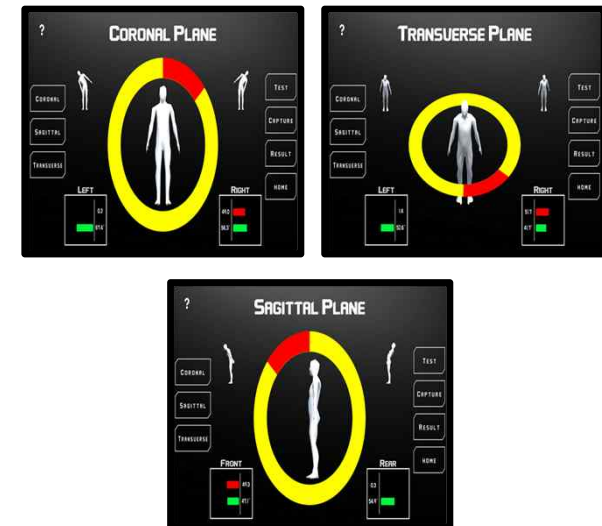 ?
CORONAL PLANE
CORONAL
SAGITTAL
TRANSVERSE
TEST
CAPTURE
RESULT
HOME
LEFT
RIGHT
?
TRANSVERSE PLANE
CORONAL
SAGITTAL
TRANSVERSE
TEST
CAPTURE
RESULT
HOME
LEFT
RIGHT
?
SAGITTAL PLANE
CORONAL
SAGITTAL
TRANSVERSE
TEST
CAPTURE
RESULT
HOME
FRONT
REAR